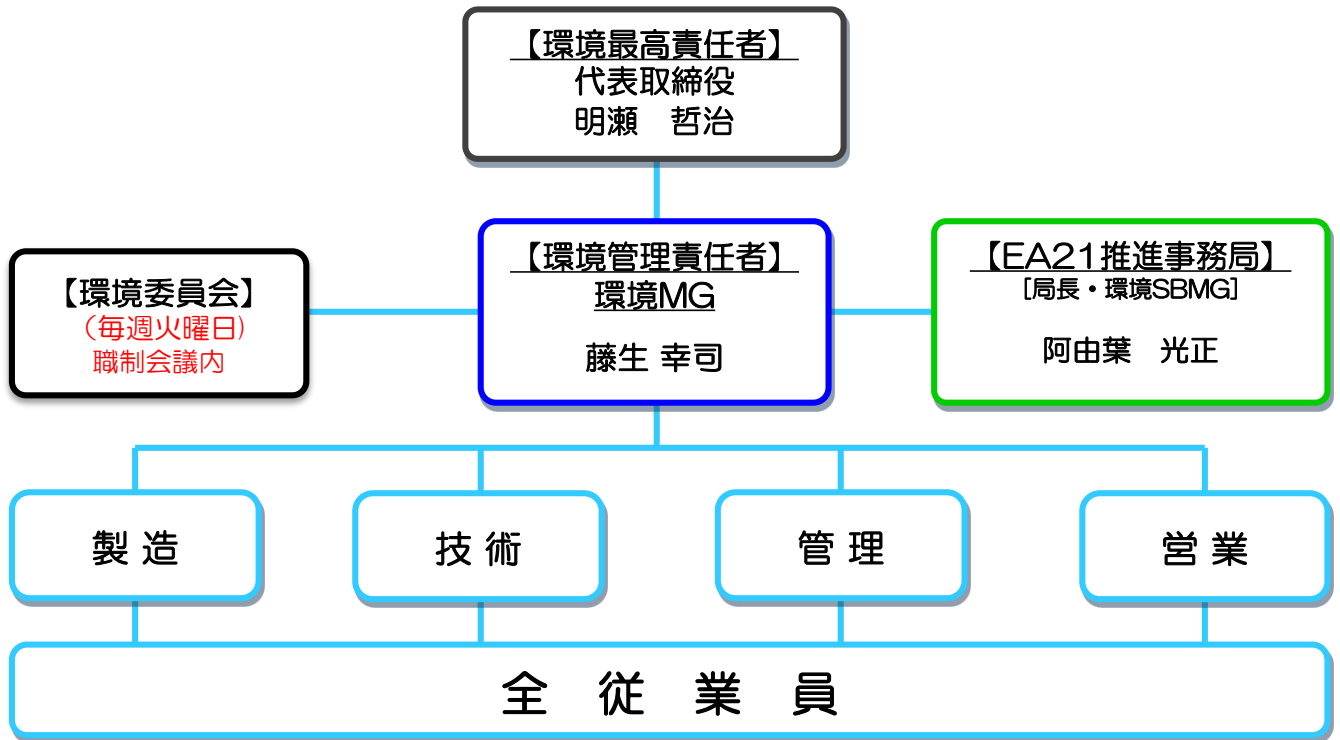 【環境最高責任者】
代表取締役
明瀬　哲治
【環境委員会】
（毎週火曜日)
職制会議内
【環境管理責任者】
環境MG
藤生 幸司
【EA21推進事務局】
[局長・環境SBMG]
阿由葉　光正
製 造
技 術
管 理
営 業
全　従　業　員